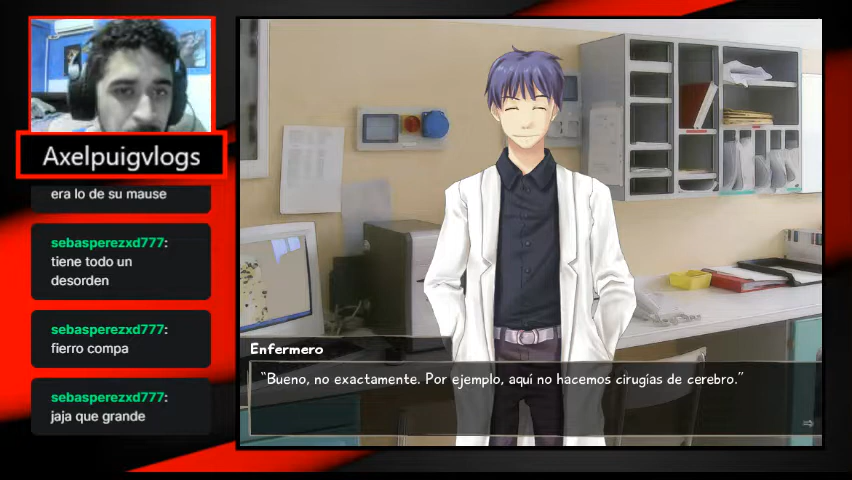 Axelpuigvlogs
era lo de su mause
sebasperezxd777:
tiene todo un
desorden
sebasperezxd777:
fierro compa
sebasperezxd777:
jaja que grande
Enfermero
“Bueno, no exactamente. Por ejemplo, aquí no hacemos cirugías de cerebro.”